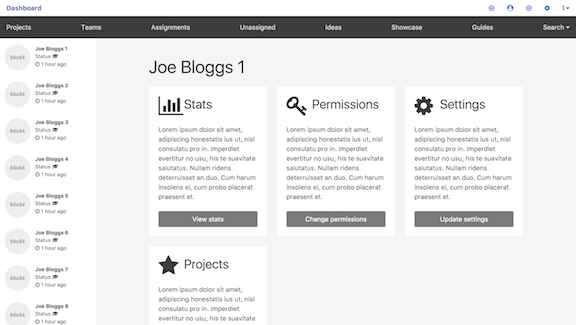 Dashboard
Projects Teams Assignments Unassigned Ideas Showcase Guides Search
64x64
Joe Bloggs 1
Status
1 hour ago
64x64
Joe Bloggs 2
Status
1 hour ago
64x64
Joe Bloggs 3
Status
1 hour ago
64x64
Joe Bloggs 4
Status
1 hour ago
64x64
Joe Bloggs 5
Status
1 hour ago
64x64
Joe Bloggs 6
Status
1 hour ago
64x64
Joe Bloggs 7
Status
1 hour ago
64x64
Joe Bloggs 8
Status
1 hour ago
Joe Bloggs 1
Stats
Lorem ipsum dolor sit amet,
adipiscing honestatis ius ut, nisl
consulatu pro in. Imperdiet
evertitur no usu, his te suavitate
salutatus. Nullam ridens
deterruisset an duo. Cum harum
insolens ei, cum probo placerat
praesent et.
View stats
Permissions
Lorem ipsum dolor sit amet,
adipiscing honestatis ius ut, nisl
consulatu pro in. Imperdiet
evertitur no usu, his te suavitate
salutatus. Nullam ridens
deterruisset an duo. Cum harum
insolens ei, cum probo placerat
praesent et.
Change permissions
Settings
Lorem ipsum dolor sit amet,
adipiscing honestatis ius ut, nisl
consulatu pro in. Imperdiet
evertitur no usu, his te suavitate
salutatus. Nullam ridens
deterruisset an duo. Cum harum
insolens ei, cum probo placerat
praesent et.
Update settings
Projects
Lorem ipsum dolor sit amet,
adipiscing honestatis ius ut, nisl
consulatu pro in. Imperdiet
evertitur no usu, his te suavitate